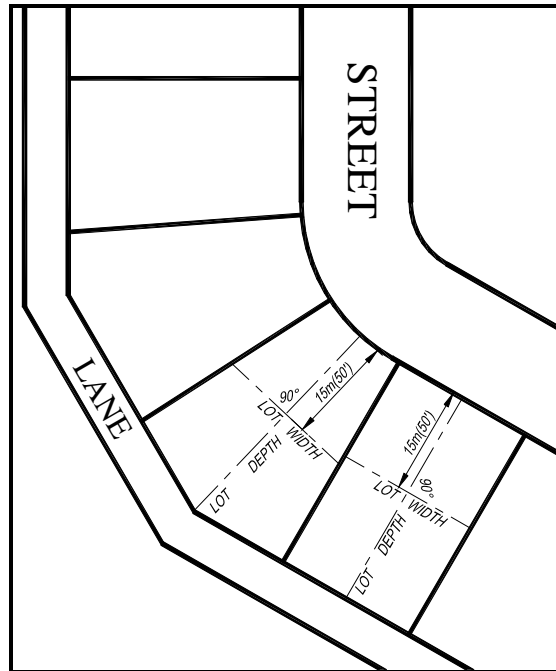 STREET
LANE
90°
15m(50')
LOT WIDTH
LOT DEPTH
15m(50')
90°
LOT WIDTH
LOT DEPTH